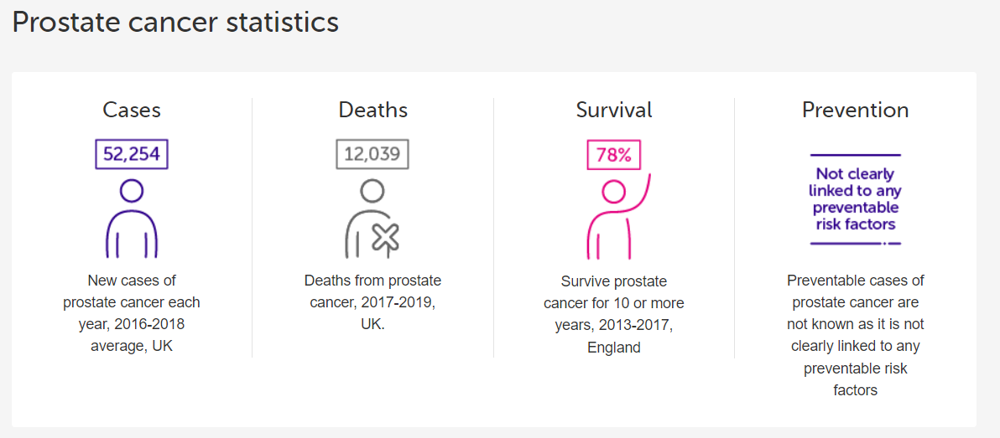 Prostate cancer statistics
Cases
52,254
New cases of
prostate cancer each
year, 2016-2018
average, UK
Deaths
12,039
Deaths from prostate
cancer, 2017-2019,
UK.
Survival
78%
Survive prostate
cancer for 10 or more
years, 2013-2017,
England
Prevention
Not clearly
linked to any
preventable
risk factors
Preventable cases of
prostate cancer are
not known as it is not
clearly linked to any
preventable risk
factors